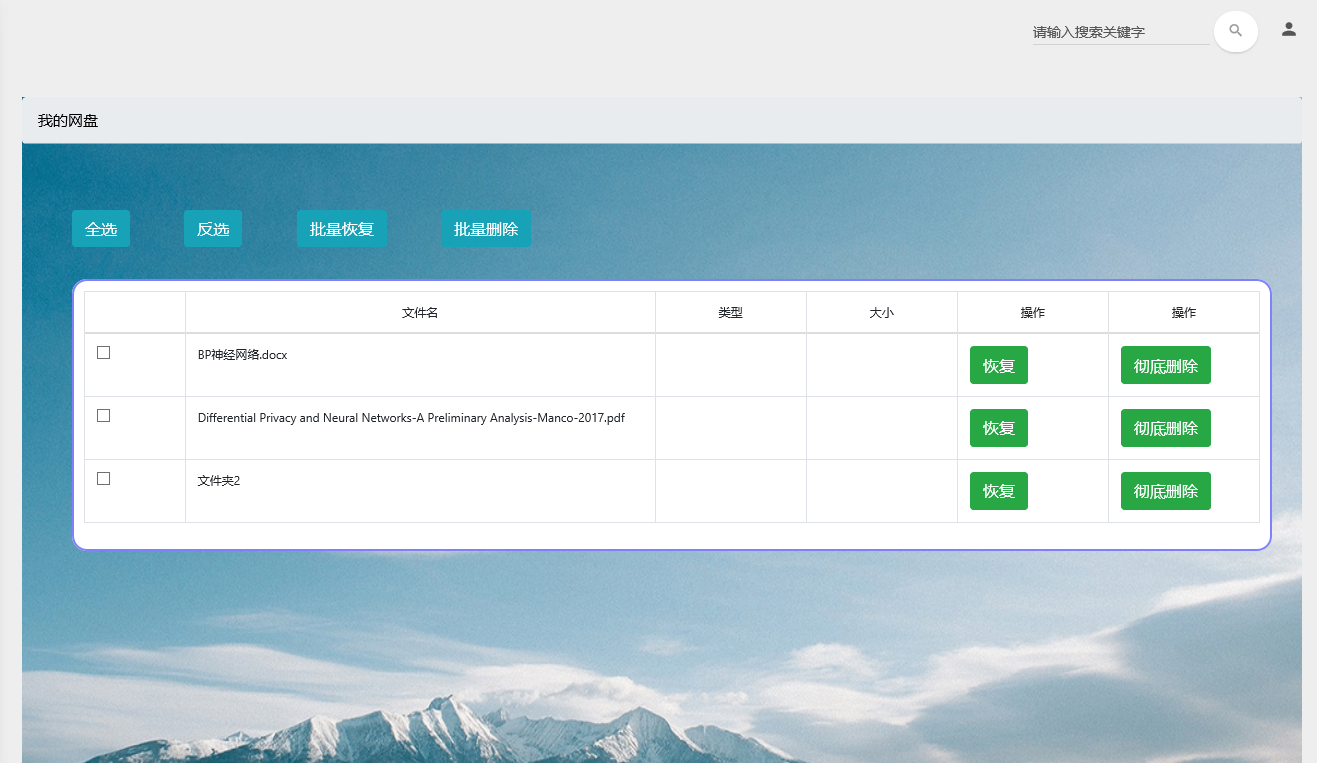 请输入搜索关键字
我的网盘
全选 反选 批量恢复 批量删除
文件名 类型 大小 操作 操作
BP神经网络.docx 恢复 彻底删除
Differential Privacy and Neural Networks-A Preliminary Analysis-Manco-2017.pdf 恢复 彻底删除
文件夹2 恢复 彻底删除